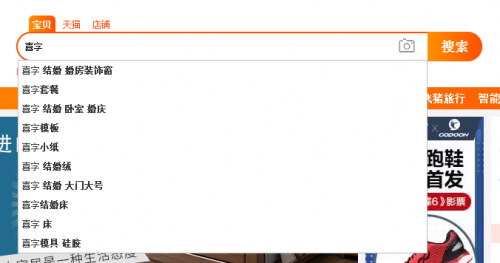 宝贝 天猫 店铺
喜字 搜索
喜字 结婚 婚房装饰窗
喜字套餐
喜字 结婚 卧室 婚庆
喜字模板
喜字小纸
喜字 结婚绒
喜字 结婚 大门大号
喜字结婚床
喜字 床
喜字模具 硅胶
飞猪旅行 智能
进
GODOON
跑鞋
首发
6》影票
家居是一种生活态度